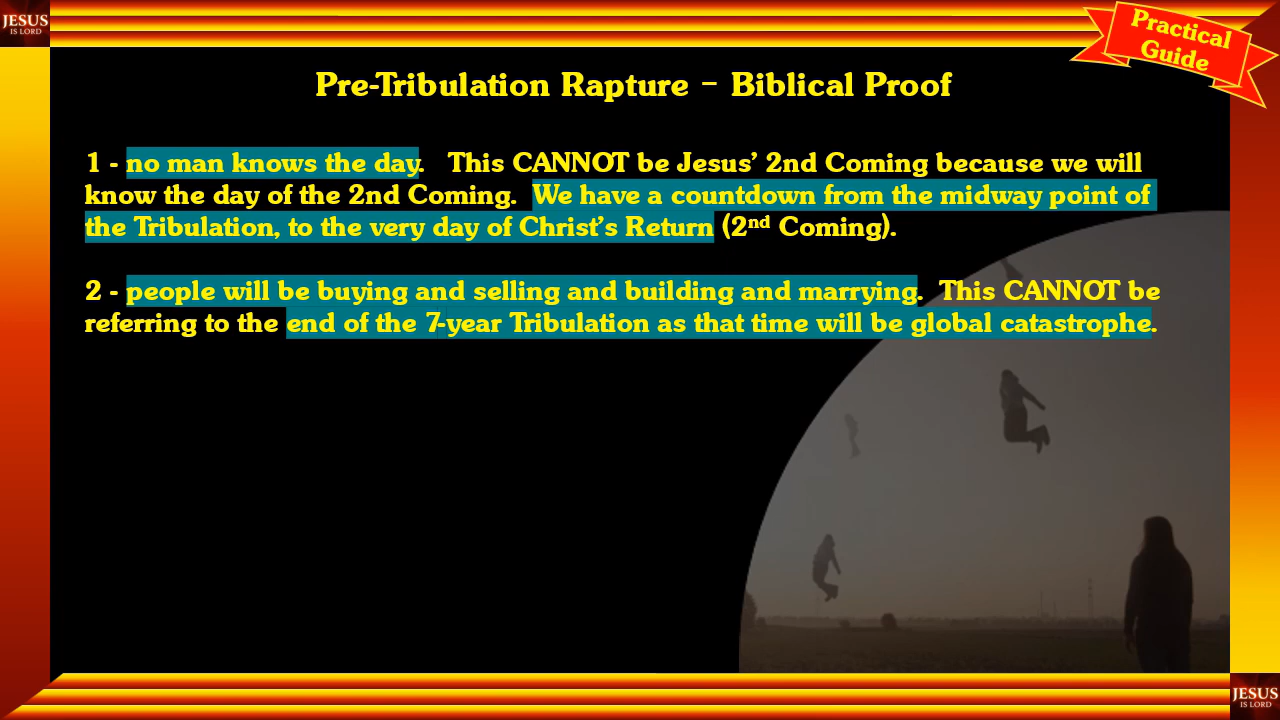 JESUS
IS LORD
Practical
Guide
Pre-Tribulation Rapture – Biblical Proof
1 - no man knows the day.   This CANNOT be Jesus’ 2nd Coming because we will
know the day of the 2nd Coming.  We have a countdown from the midway point of
the Tribulation, to the very day of Christ’s Return (2nd Coming).
2 - people will be buying and selling and building and marrying.  This CANNOT be
referring to the end of the 7-year Tribulation as that time will be global catastrophe.
JESUS
IS LORD